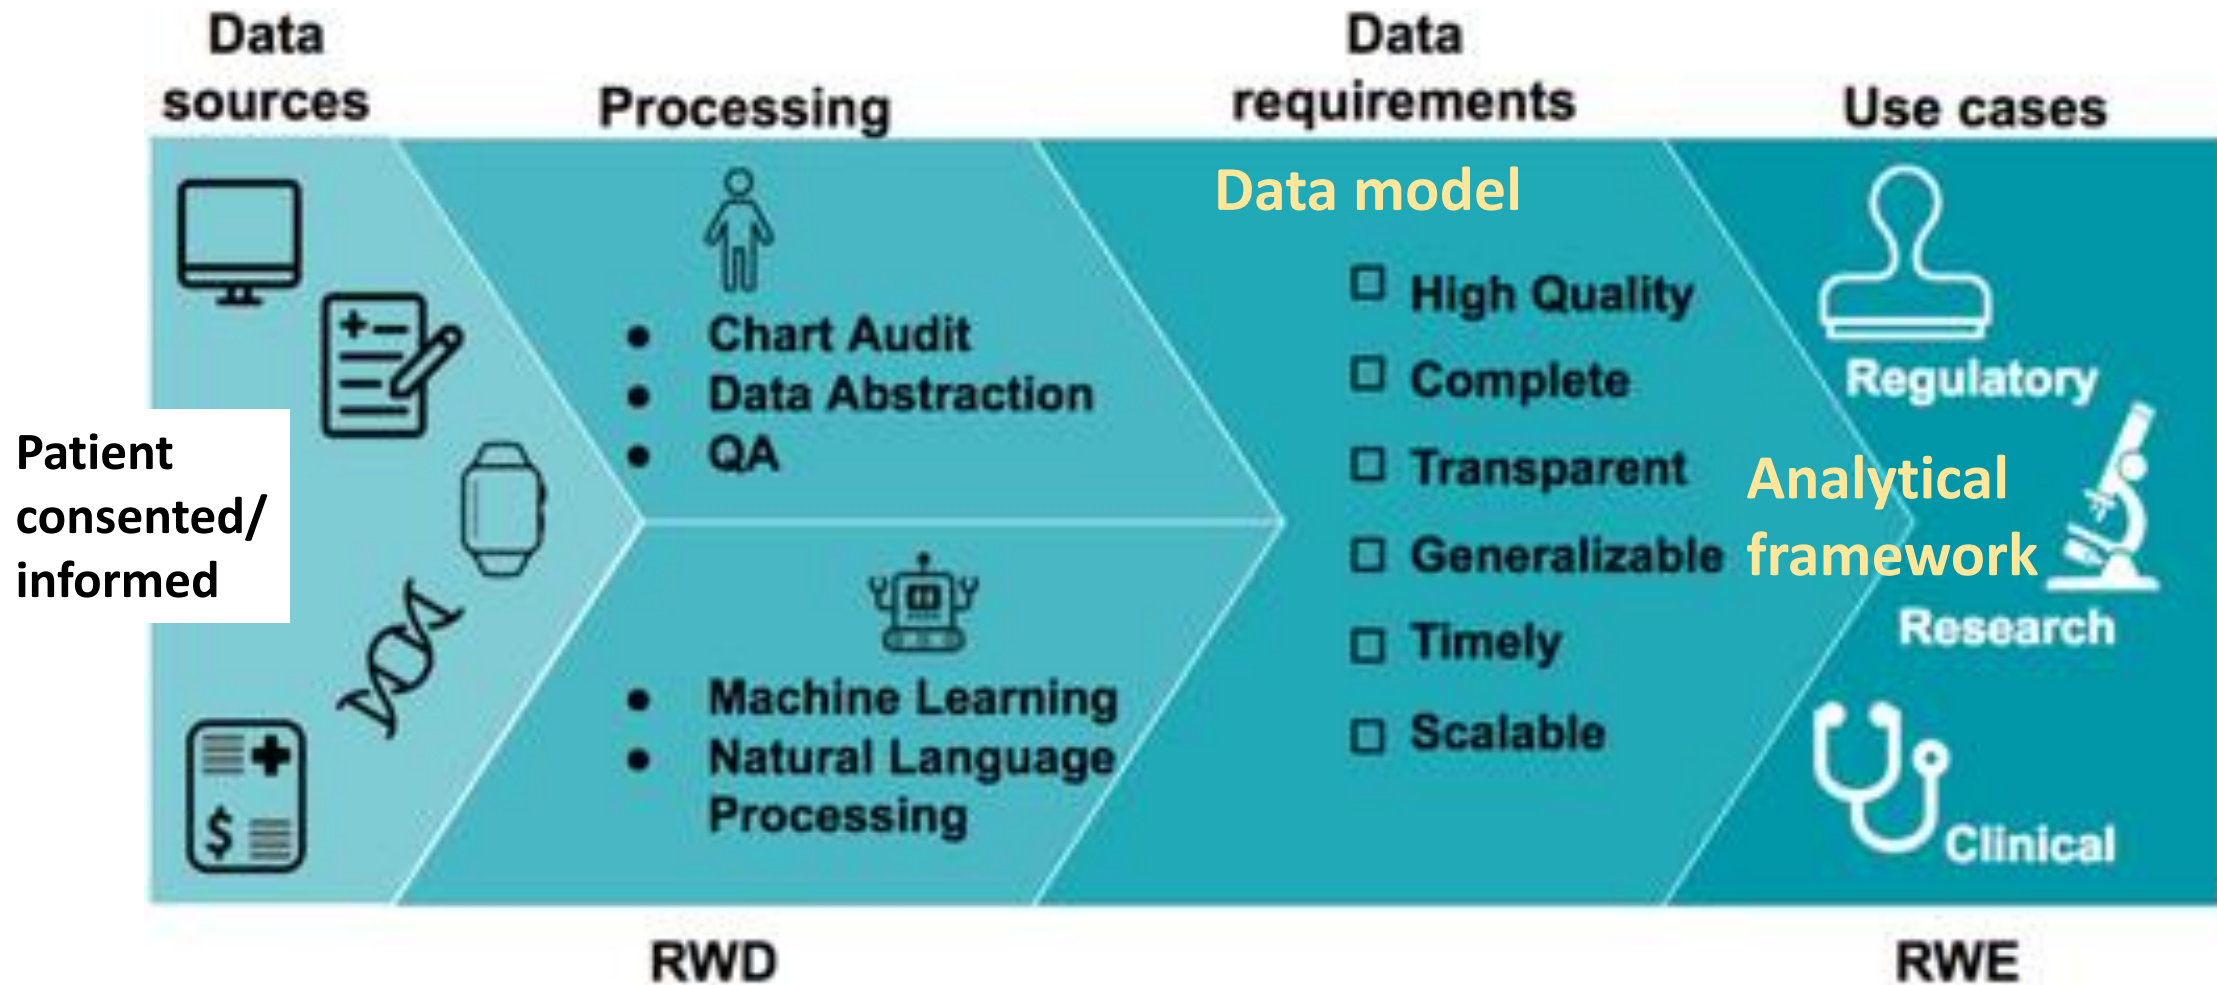 Data
sources
Processing
Data
requirements
Use cases
Patient
consented/
informed
$
Chart Audit
Data Abstraction
QA
Machine Learning
Natural Language
Processing
Data model
High Quality
Complete
Transparent
Generalizable
Timely
Scalable
Analytical
framework
Regulatory
Research
Clinical
RWD
RWE